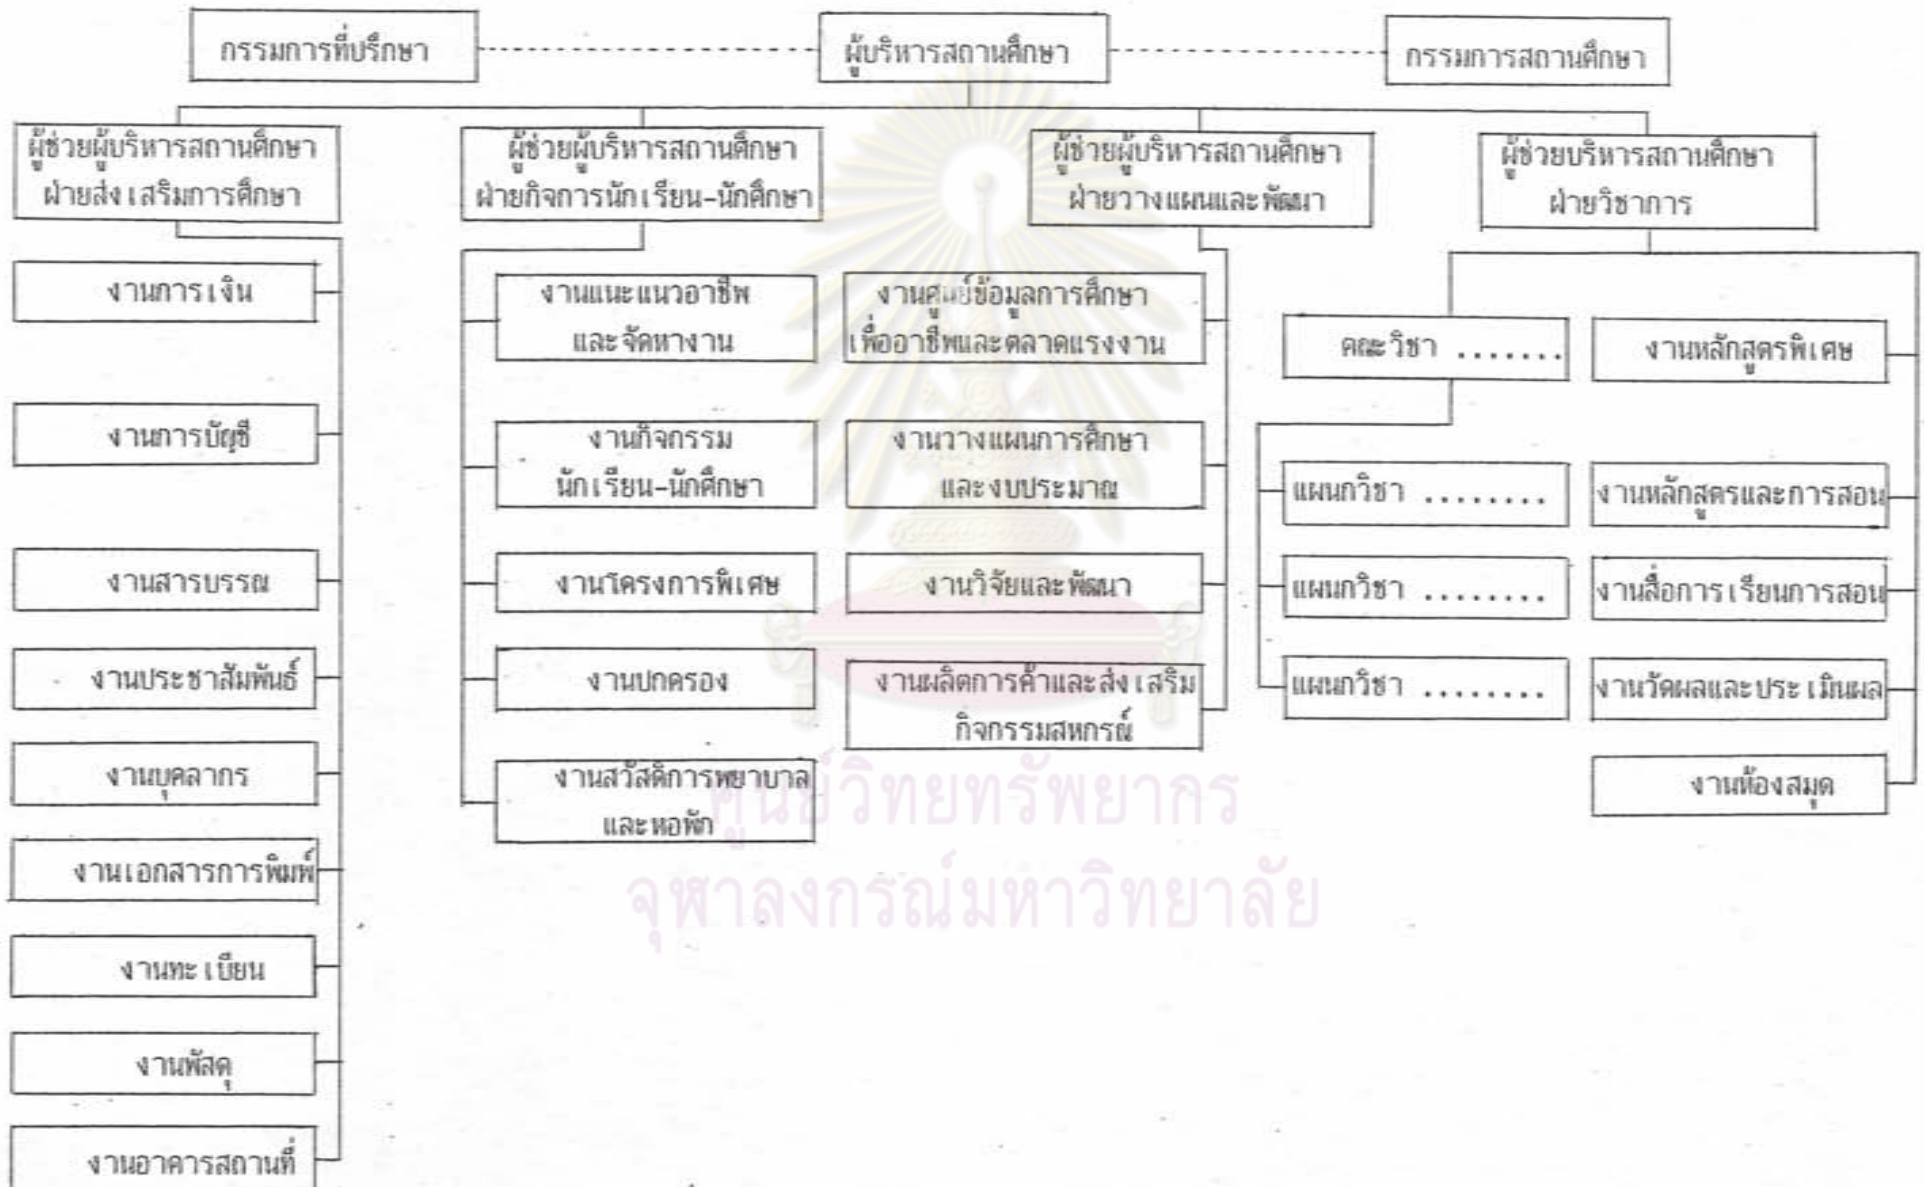 กรรมการที่ปรึกษา
ผู้บริหารสถานศึกษา
กรรมการสถานศึกษา
ผู้ช่วยผู้บริหารสถานศึกษา
ฝ่ายส่งเสริมการศึกษา
ผู้ช่วยผู้บริหารสถานศึกษา
ฝ่ายกิจการนักเรียน-นักศึกษา
ผู้ช่วยผู้บริหารสถานศึกษา
ฝ่ายวางแผนและพัฒนา
ผู้ช่วยบริหารสถานศึกษา
ฝ่ายวิชาการ
งานการเงิน
งานการบัญชี
งานสารบรรณ
งานประชาสัมพันธ์
งานบุคลากร
งานเอกสารการพิมพ์
งานทะเบียน
งานพัสดุ
งานอาคารสถานที่
งานแนะแนวอาชีพ
และจัดหางาน
งานกิจกรรม
นักเรียน-นักศึกษา
งานโครงการพิเศษ
งานปกครอง
งานสวัสดิการพยาบาล
และหอพัก
งานศูนย์ข้อมูลการศึกษา
เพื่ออาชีพและตลาดแรงงาน
งานวางแผนการศึกษา
และงบประมาณ
งานวิจัยและพัฒนา
งานผลิตการค้าและส่งเสริม
กิจกรรมสหกรณ์
คณะวิชา .......
แผนกวิชา ........
แผนกวิชา ........
แผนกวิชา ........
งานหลักสูตรพิเศษ
งานหลักสูตรและการสอน
งานสื่อการเรียนการสอน
งานวัดผลและประเมินผล
งานห้องสมุด
ศูนย์วิทยทรัพยากร
จุฬาลงกรณ์มหาวิทยาลัย